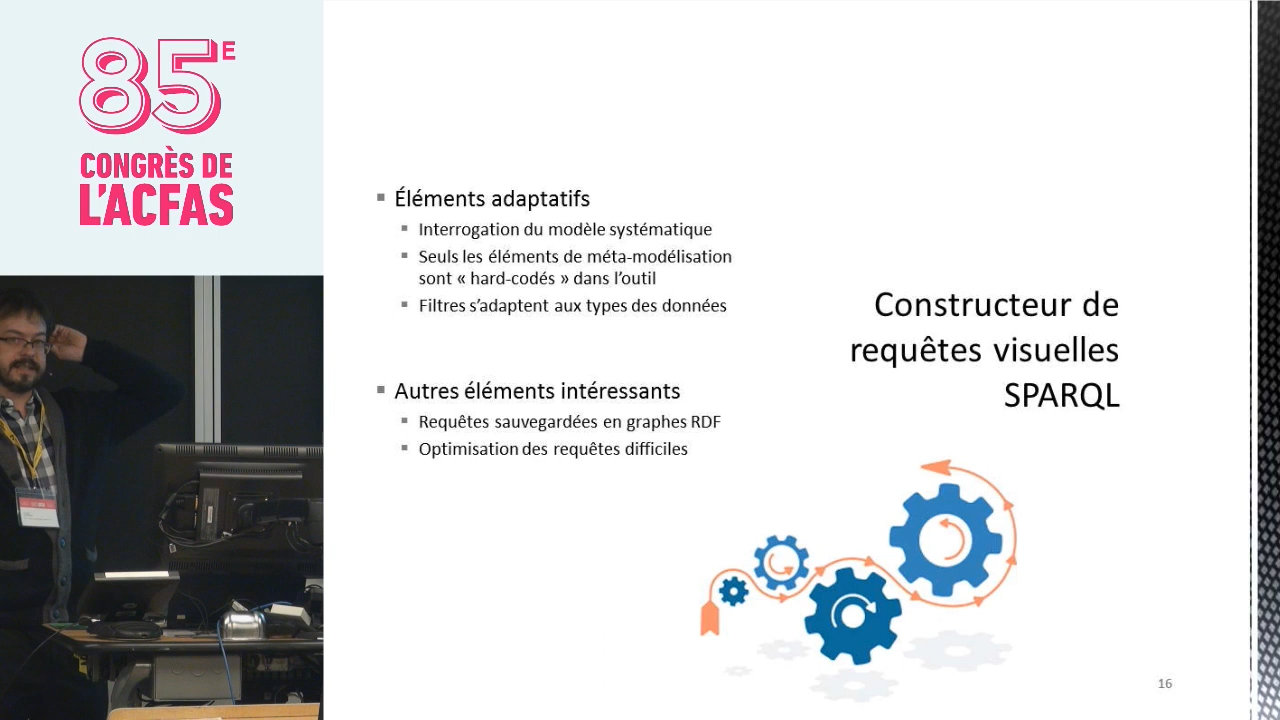 85E
CONGRÈS DE
L'ACFAS
▪ Éléments adaptatifs
▪ Interrogation du modèle systématique
▪ Seuls les éléments de méta-modélisation
sont « hard-codés » dans l’outil
▪ Filtres s’adaptent aux types des données
▪ Autres éléments intéressants
▪ Requêtes sauvegardées en graphes RDF
▪ Optimisation des requêtes difficiles
Constructeur de
requêtes visuelles
SPARQL
16